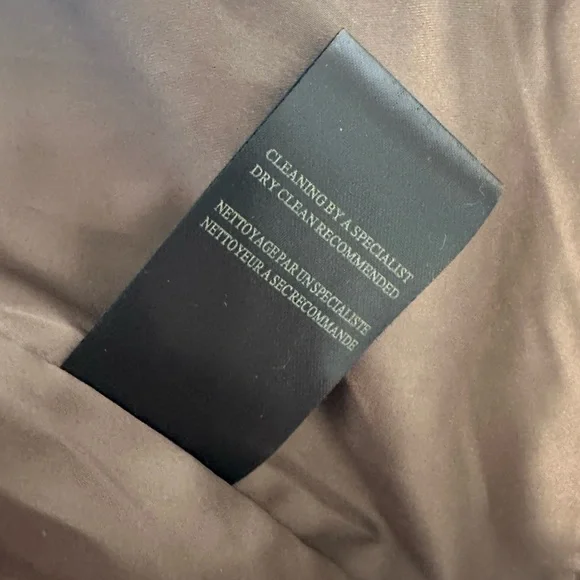 CLEANING BY A SPECIALIST
DRY CLEAN RECOMMENDED
NETTOYAGE PAR UN SPECIALISTE
NETTOYEUR A SEC RECOMMANDE